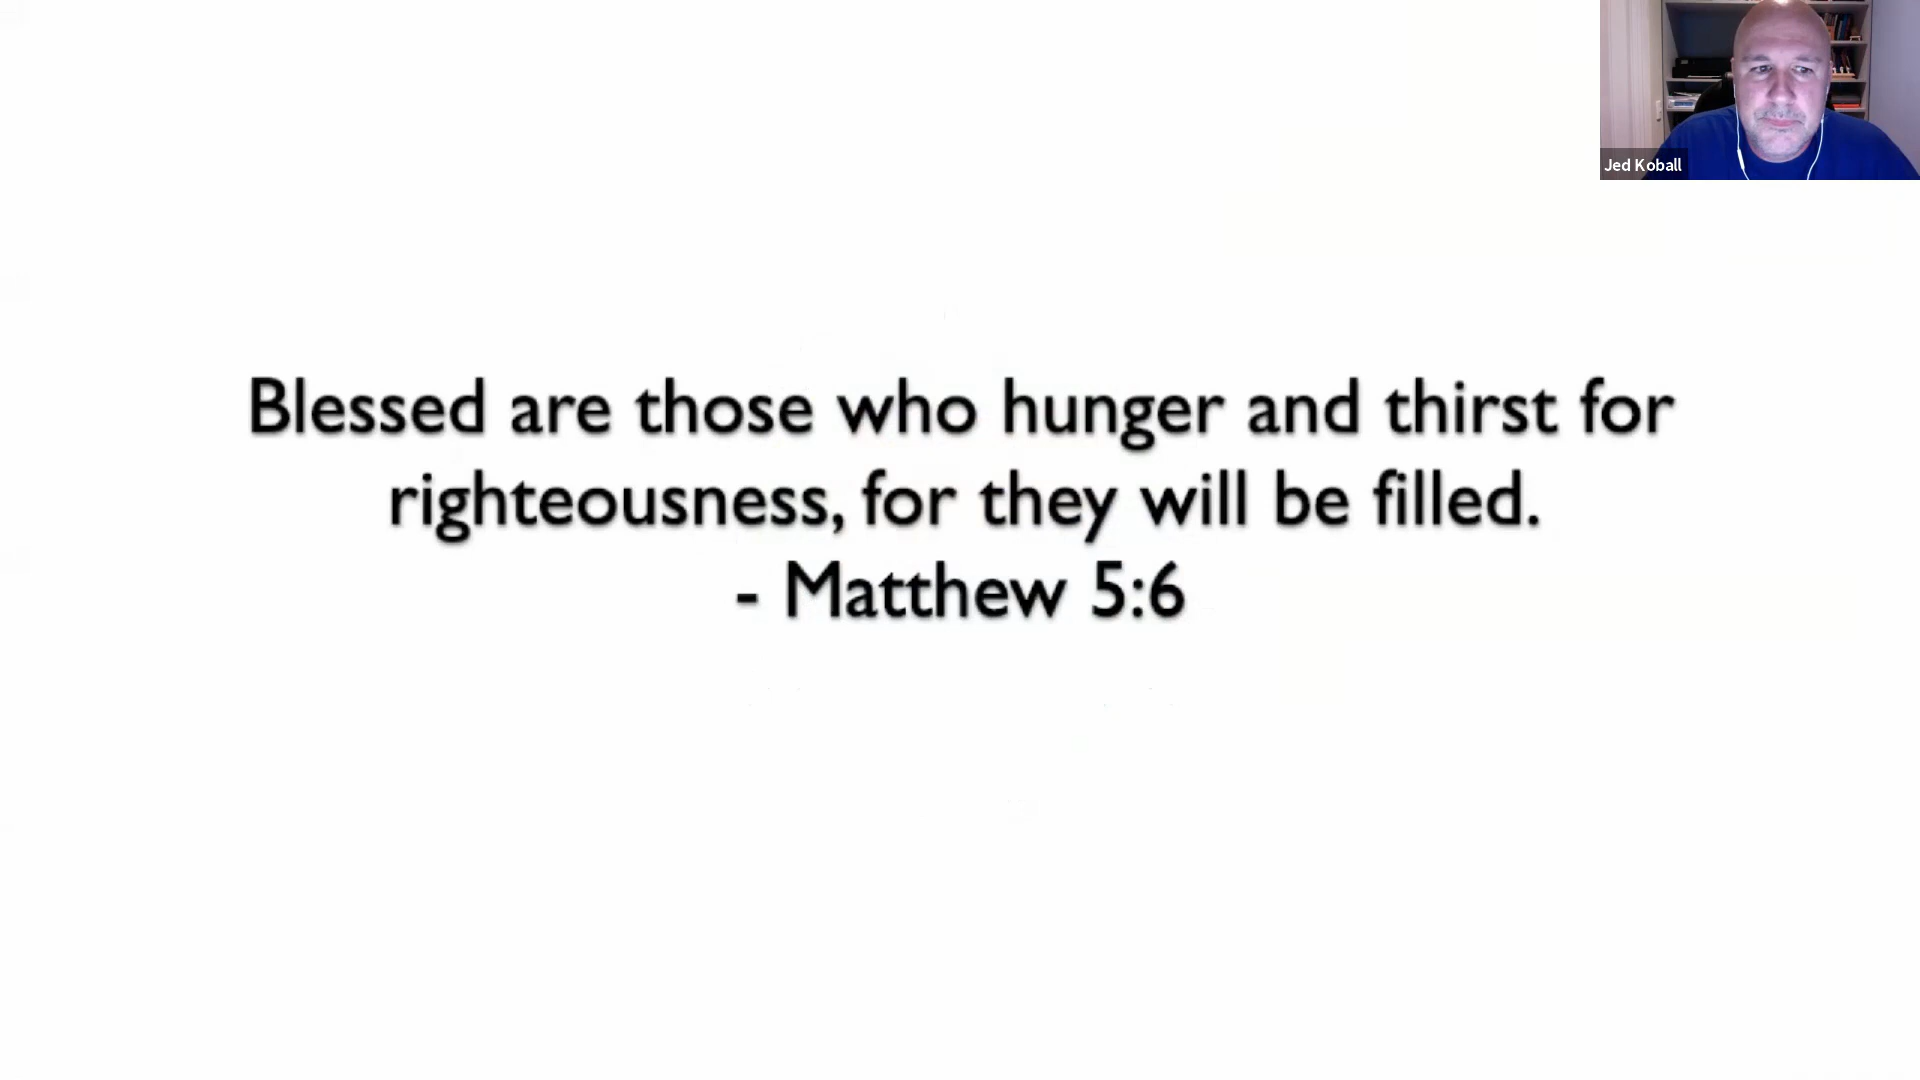 Jed Koball
Blessed are those who hunger and thirst for
righteousness, for they will be filled.
- Matthew 5:6